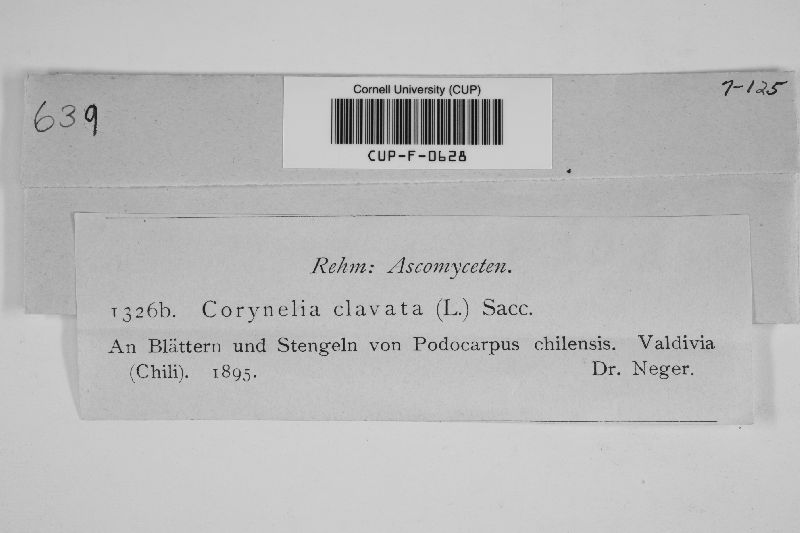 639
Cornell University (CUP)
7-125
CUP-F-0628
Rehm: Ascomyceten.
1326b. Corynelia clavata (L.) Sacc.
An Blättern und Stengeln von Podocarpus chilensis. Valdivia
(Chili). 1895. Dr. Neger.